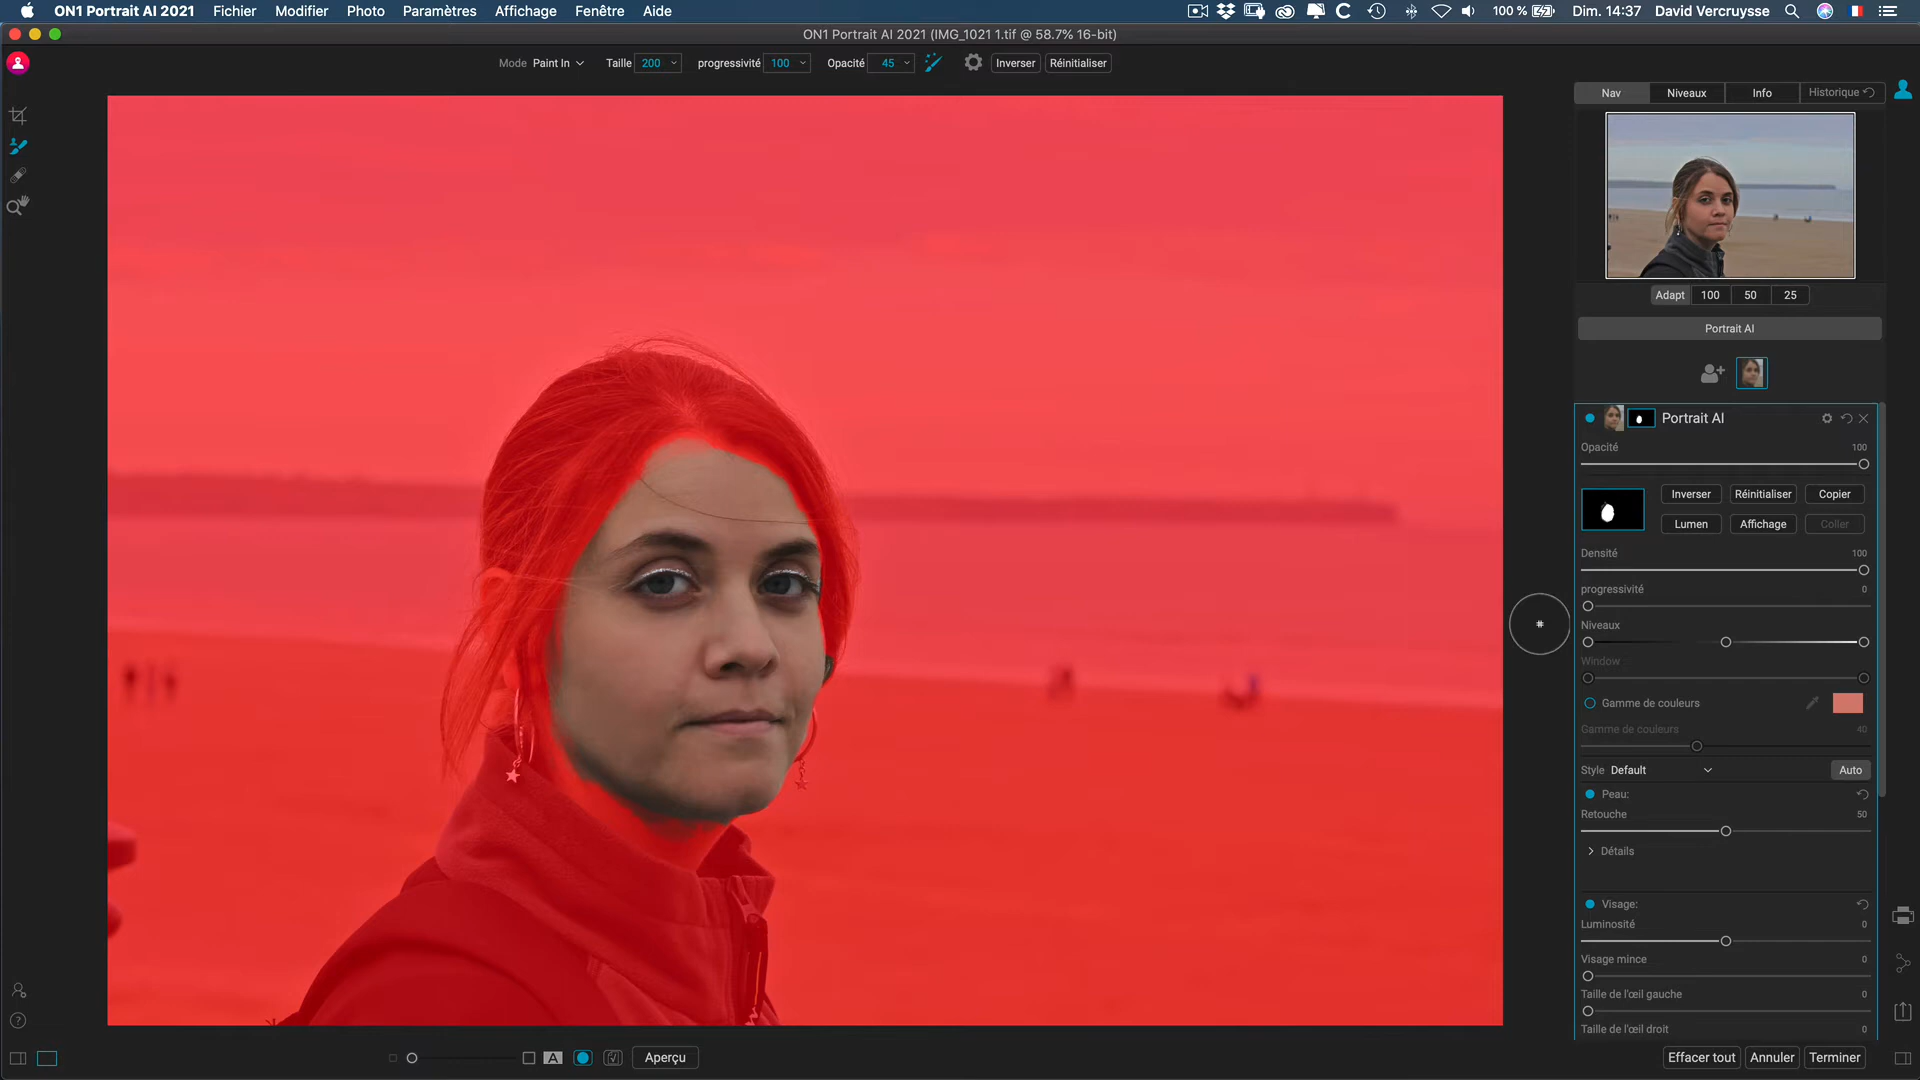 ON1 Portrait AI 2021 Fichier Modifier Photo Paramètres Affichage Fenêtre Aide 100 % Dim. 14:37 David Vercruysse
ON1 Portrait AI 2021 (IMG_1021 1.tif @ 58.7% 16-bit)
Mode Paint In Taille 200 progressivité 100 Opacité 45 Inverser Réinitialiser
Nav Niveaux Info Historique
Adapt 100 50 25
Portrait AI
Portrait AI
Opacité 100
Inverser Réinitialiser Copier
Lumen Affichage Coller
Densité 100
progressivité 0
Niveaux
Window
Gamme de couleurs
Gamme de couleurs 40
Style Default Auto
Peau:
Retouche 50
Détails
Visage:
Luminosité 0
Visage mince 0
Taille de l'œil gauche 0
Taille de l'œil droit 0
A Aperçu Effacer tout Annuler Terminer